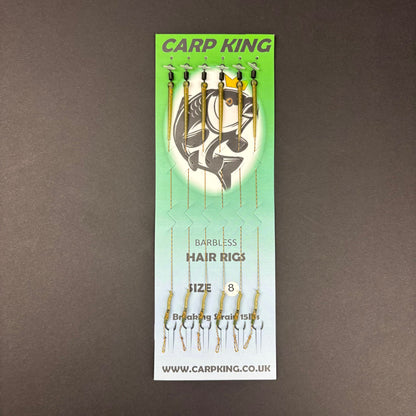 CARP KING
BARBLESS
HAIR RIGS
SIZE 8
Breaking Strain 15lbs
WWW.CARPKING.CO.UK